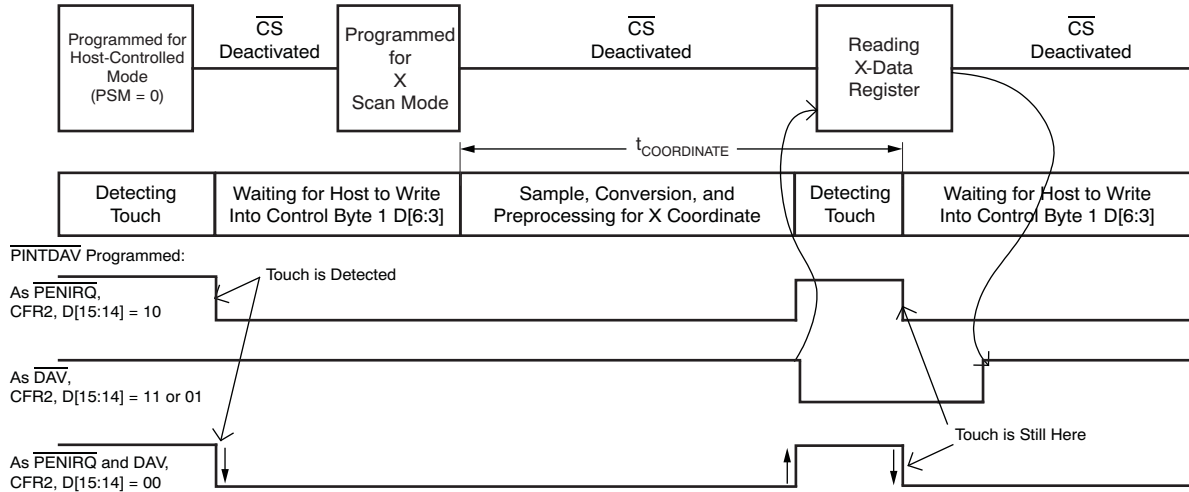 Programmed for
Host-Controlled
Mode
(PSM = 0)
CS
Deactivated
Programmed
for
X
Scan Mode
CS
Deactivated
Reading
X-Data
Register
CS
Deactivated
tCOORDINATE
Detecting
Touch
Waiting for Host to Write
Into Control Byte 1 D[6:3]
Sample, Conversion, and
Preprocessing for X Coordinate
Detecting
Touch
Waiting for Host to Write
Into Control Byte 1 D[6:3]
PINTDAV Programmed:
Touch is Detected
As PENIRQ,
CFR2, D[15:14] = 10
As DAV,
CFR2, D[15:14] = 11 or 01
Touch is Still Here
As PENIRQ and DAV,
CFR2, D[15:14] = 00